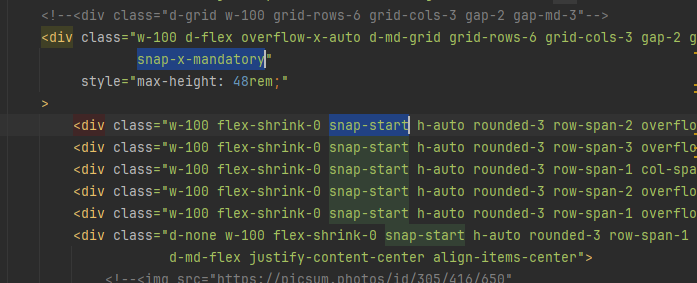 <!--<div class="d-grid w-100 grid-rows-6 grid-cols-3 gap-2 gap-md-3"-->
<div class="w-100 d-flex overflow-x-auto d-md-grid grid-rows-6 grid-cols-3 gap-2 g
snap-x-mandatory"
style="max-height: 48rem;"
>
<div class="w-100 flex-shrink-0 snap-start h-auto rounded-3 row-span-2 overflo
<div class="w-100 flex-shrink-0 snap-start h-auto rounded-3 row-span-3 overflo
<div class="w-100 flex-shrink-0 snap-start h-auto rounded-3 row-span-1 col-spa
<div class="w-100 flex-shrink-0 snap-start h-auto rounded-3 row-span-2 overflo
<div class="w-100 flex-shrink-0 snap-start h-auto rounded-3 row-span-1 overflo
<div class="d-none w-100 flex-shrink-0 snap-start h-auto rounded-3 row-span-1
d-md-flex justify-content-center align-items-center">
<!--<img src="https://picsum.photos/id/305/416/650"